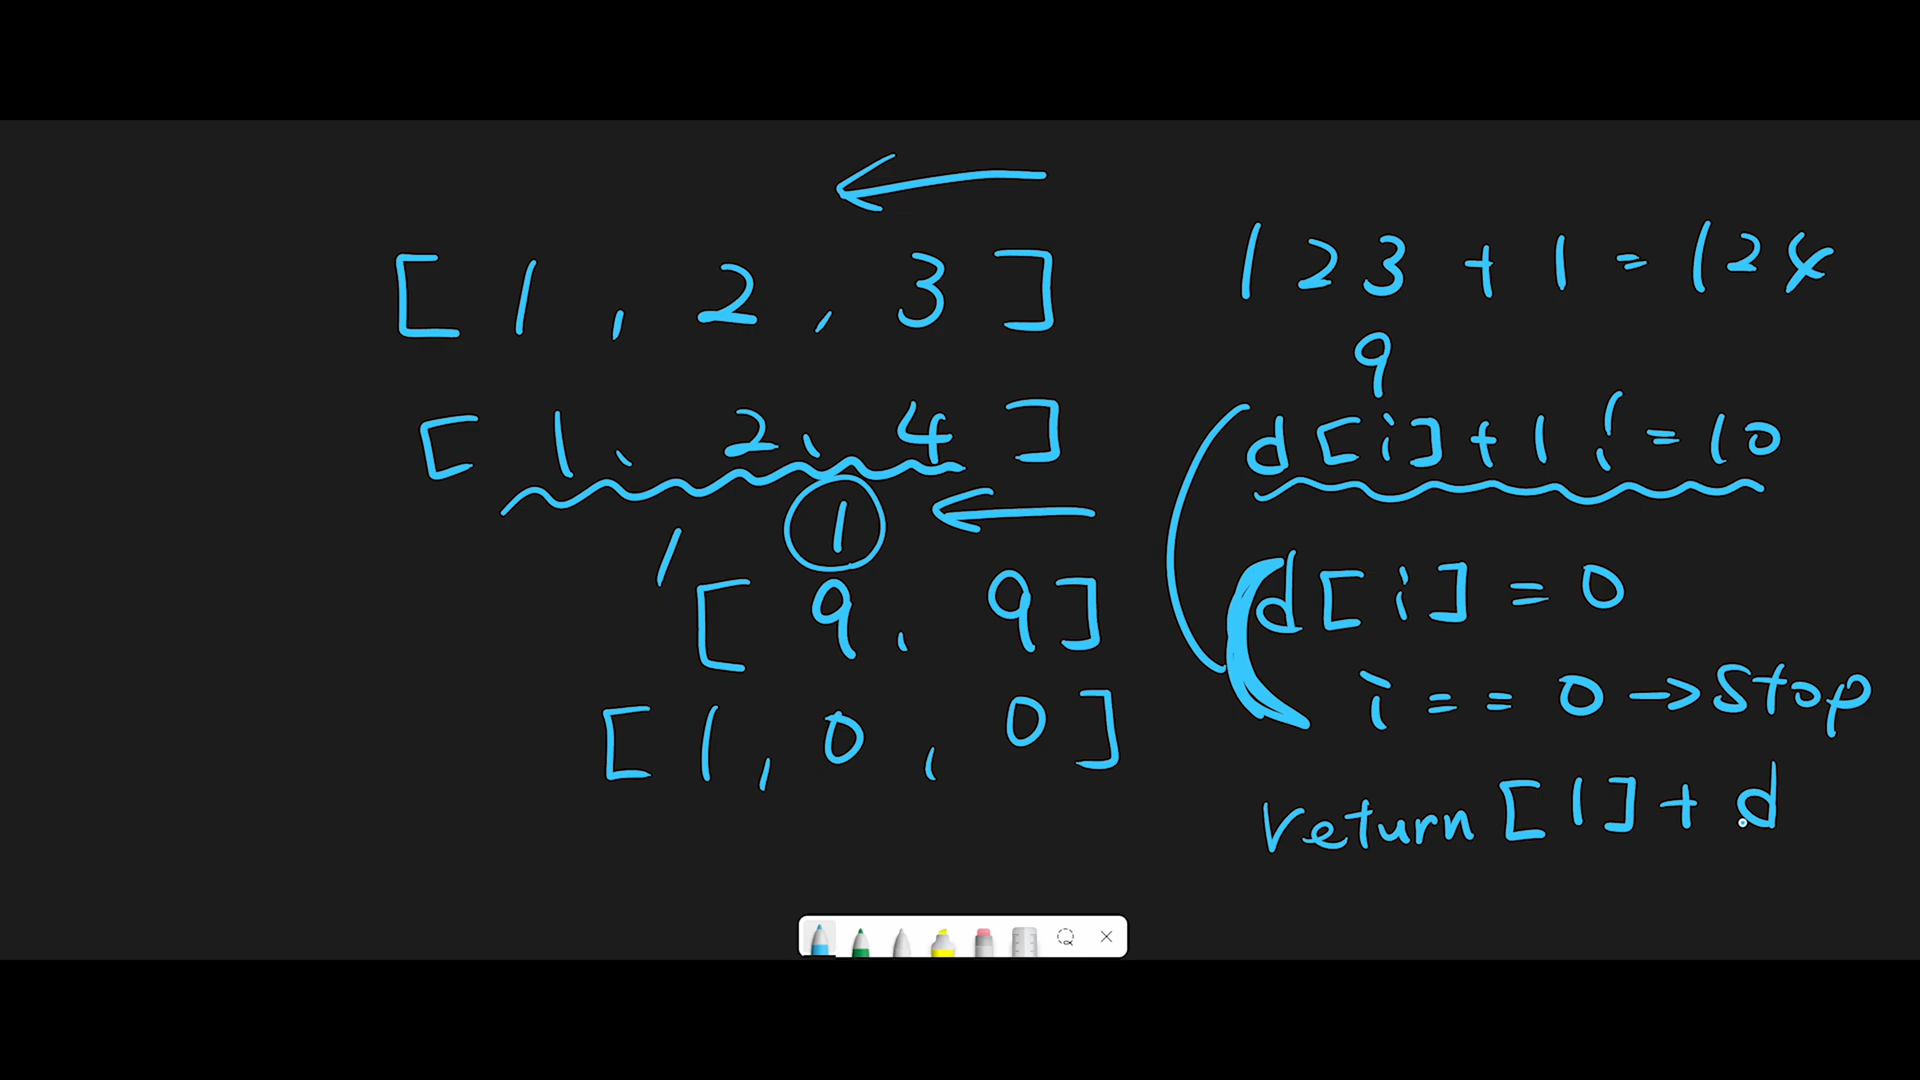 [1, 2, 3]
[1, 2, 4]
1
1
[9, 9]
[1, 0, 0]
123 + 1 = 124
9
d[i] + 1 != 10
d[i] = 0
i == 0 → Stop
return [1] + d